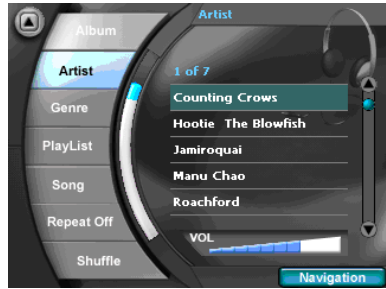 Artist
Album
Artist
Genre
PlayList
Song
Repeat Off
Shuffle
1 of 7
Counting Crows
Hootie  The Blowfish
Jamiroquai
Manu Chao
Roachford
VOL
Navigation